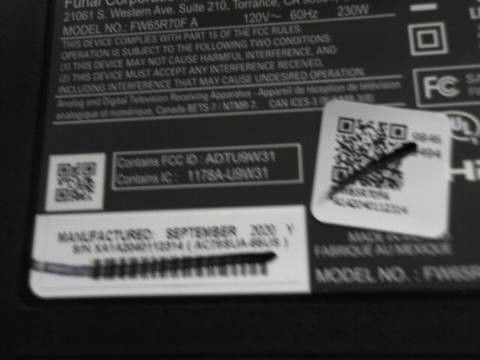 Funai Corporation
21061 S. Western Ave. Suite 210, Torrance, CA
MODEL NO.: FW65R70F A 120V~ 60Hz 230W
THIS DEVICE COMPLIES WITH PART 15 OF THE FCC RULES.
OPERATION IS SUBJECT TO THE FOLLOWING TWO CONDITIONS:
(1) THIS DEVICE MAY NOT CAUSE HARMFUL INTERFERENCE, AND
(2) THIS DEVICE MUST ACCEPT ANY INTERFERENCE RECEIVED,
INCLUDING INTERFERENCE THAT MAY CAUSE UNDESIRED OPERATION.
Analog and Digital Television Receiving Apparatus - Appareil de réception de télévision
analogique et numérique, Canada BETS-7 / NTMR-7. CAN ICES-3
FC
UL
Contains FCC ID : ADTU9W31
Contains IC : 1178A-U9W31
MANUFACTURED: SEPTEMBER 2020 Y
S/N
MADE IN
FABRIQUÉ AU MEXIQUE
MODEL NO. : FW65R